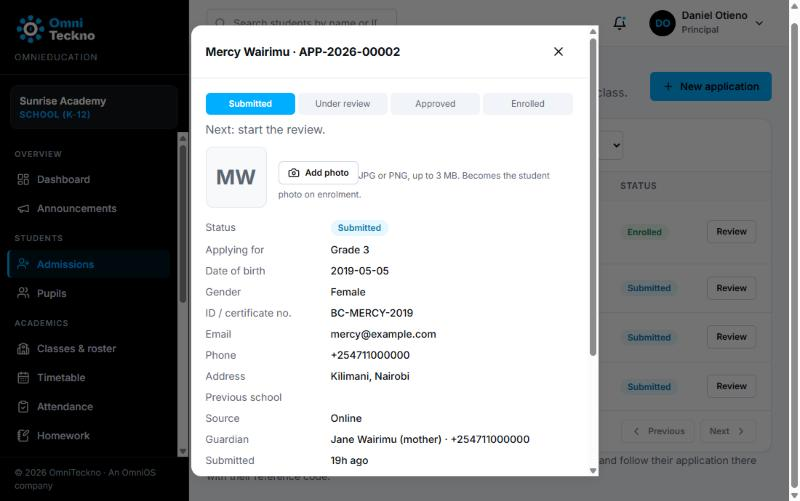 Omni
Teckno
OMNIEDUCATION
Sunrise Academy
SCHOOL (K-12)
OVERVIEW
Dashboard
Announcements
STUDENTS
Admissions
Pupils
ACADEMICS
Classes & roster
Timetable
Attendance
Homework
© 2026 OmniTeckno · An OmniOS
company
Search students by name or If
DO
Daniel Otieno
Principal
class.
New application
STATUS
Enrolled
Review
Submitted
Review
Submitted
Review
Submitted
Review
Previous
Next
and follow their application there
with their reference code.
Mercy Wairimu · APP-2026-00002
Submitted
Under review
Approved
Enrolled
Next: start the review.
MW
Add photo
JPG or PNG, up to 3 MB. Becomes the student
photo on enrolment.
Status Submitted
Applying for Grade 3
Date of birth 2019-05-05
Gender Female
ID / certificate no. BC-MERCY-2019
Email mercy@example.com
Phone +254711000000
Address Kilimani, Nairobi
Previous school
Source Online
Guardian Jane Wairimu (mother) · +254711000000
Submitted 19h ago